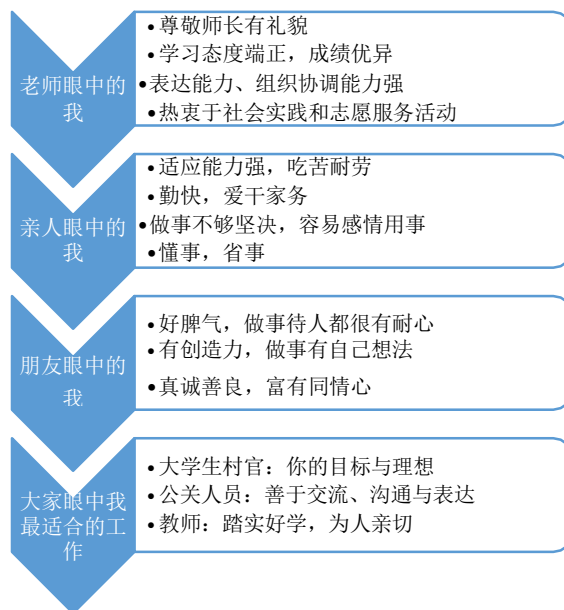 老师眼中的
我
•尊敬师长有礼貌
•学习态度端正，成绩优异
•表达能力、组织协调能力强
•热衷于社会实践和志愿服务活动
亲人眼中的
我
•适应能力强，吃苦耐劳
•勤快，爱干家务
•做事不够坚决，容易感情用事
•懂事，省事
朋友眼中的
我
•好脾气，做事待人都很有耐心
•有创造力，做事有自己想法
•真诚善良，富有同情心
大家眼中我
最适合的工
作
•大学生村官：你的目标与理想
•公关人员：善于交流、沟通与表达
•教师：踏实好学，为人亲切